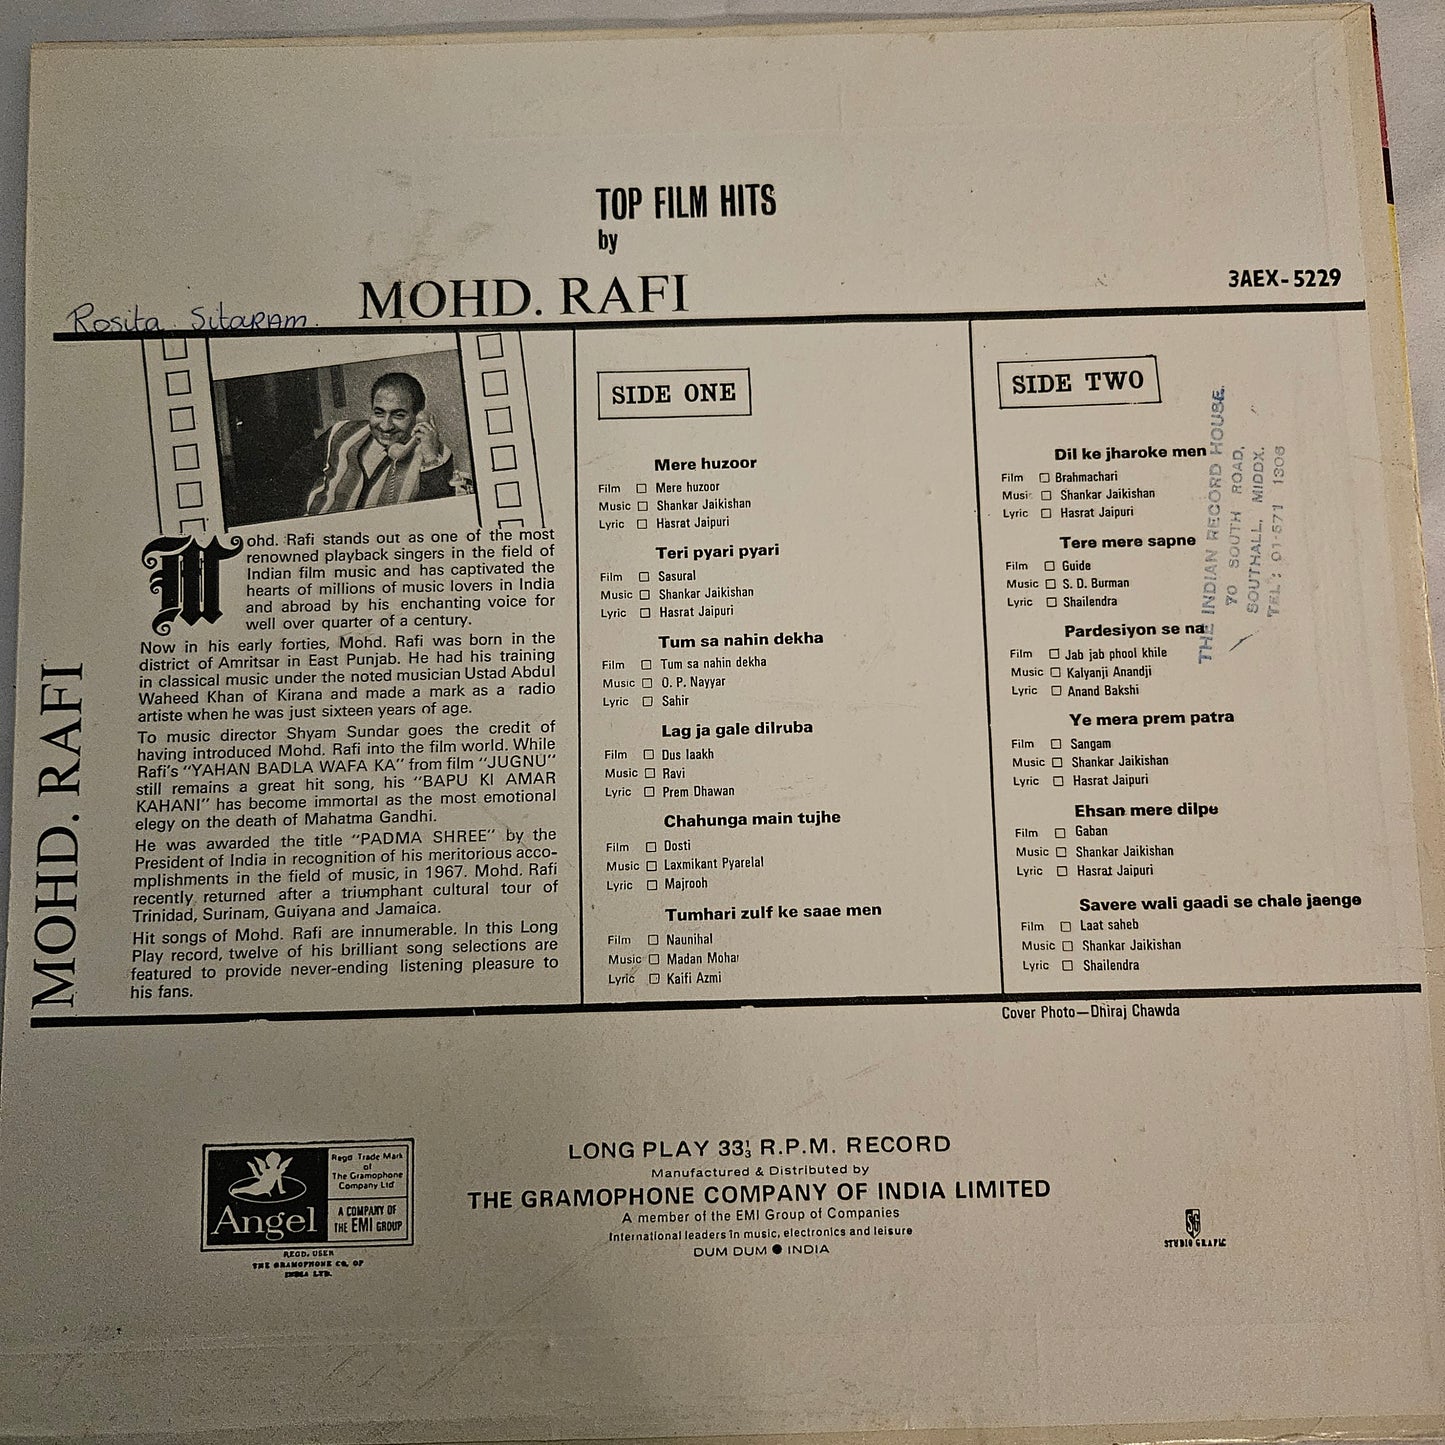 TOP FILM HITS
by
MOHD. RAFI
3AEX-5229
Rosita Sitaram.
MOHD. RAFI
Mohd. Rafi stands out as one of the most
renowned playback singers in the field of
Indian film music and has captivated the
hearts of millions of music lovers in India
and abroad by his enchanting voice for
well over quarter of a century.
Now in his early forties, Mohd. Rafi was born in the
district of Amritsar in East Punjab. He had his training
in classical music under the noted musician Ustad Abdul
Waheed Khan of Kirana and made a mark as a radio
artiste when he was just sixteen years of age.
To music director Shyam Sundar goes the credit of
having introduced Mohd. Rafi into the film world. While
Rafi's "YAHAN BADLA WAFA KA" from film "JUGNU"
still remains a great hit song, his "BAPU KI AMAR
KAHANI" has become immortal as the most emotional
elegy on the death of Mahatma Gandhi.
He was awarded the title "PADMA SHREE" by the
President of India in recognition of his meritorious acco-
mplishments in the field of music, in 1967. Mohd. Rafi
recently returned after a triumphant cultural tour of
Trinidad, Surinam, Guiyana and Jamaica.
Hit songs of Mohd. Rafi are innumerable. In this Long
Play record, twelve of his brilliant song selections are
featured to provide never-ending listening pleasure to
his fans.
SIDE ONE
Mere huzoor
Film □ Mere huzoor
Music □ Shankar Jaikishan
Lyric □ Hasrat Jaipuri
Teri pyari pyari
Film □ Sasural
Music □ Shankar Jaikishan
Lyric □ Hasrat Jaipuri
Tum sa nahin dekha
Film □ Tum sa nahin dekha
Music □ O. P. Nayyar
Lyric □ Sahir
Lag ja gale dilruba
Film □ Dus laakh
Music □ Ravi
Lyric □ Prem Dhawan
Chahunga main tujhe
Film □ Dosti
Music □ Laxmikant Pyarelal
Lyric □ Majrooh
Tumhari zulf ke saae men
Film □ Naunihal
Music □ Madan Mohar
Lyric □ Kaifi Azmi
SIDE TWO
Dil ke jharoke men
Film □ Brahmachari
Musi □ Shankar Jaikishan
Lyric □ Hasrat Jaipuri
Tere mere sapne
Film □ Guide
Music □ S. D. Burman
Lyric □ Shailendra
Pardesiyon se na
Film □ Jab jab phool khile
Music □ Kalyanji Anandji
Lyric □ Anand Bakshi
Ye mera prem patra
Film □ Sangam
Music □ Shankar Jaikishan
Lyric □ Hasrat Jaipuri
Ehsan mere dilpe
Film □ Gaban
Music □ Shankar Jaikishan
Lyric □ Hasrat Jaipuri
Savere wali gaadi se chale jaenge
Film □ Laat saheb
Music □ Shankar Jaikishan
Lyric □ Shailendra
THE INDIAN RECORD HOUSE.
70 SOUTH ROAD,
SOUTHALL, MIDDX.
TEL: 01-571 1306
Cover Photo—Dhiraj Chawda
Angel
Regd Trade Mark
of
The Gramophone
Company Ltd
A COMPANY OF
THE EMI GROUP
REGD. USER
THE GRAMOPHONE CO. OF
INDIA LTD.
LONG PLAY 33⅓ R.P.M. RECORD
Manufactured & Distributed by
THE GRAMOPHONE COMPANY OF INDIA LIMITED
A member of the EMI Group of Companies
International leaders in music, electronics and leisure
DUM DUM ● INDIA
SG
STUDIO GRAFIC